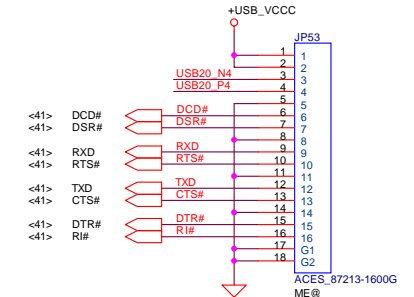 +USB_VCCC
JP53
1 1
2 2
USB20_N4 3 3
USB20_P4 4 4
5 5
<41> DCD# DCD# 6 6
<41> DSR# DSR# 7 7
8 8
<41> RXD RXD 9 9
<41> RTS# RTS# 10 10
11 11
<41> TXD TXD 12 12
<41> CTS# CTS# 13 13
14 14
<41> DTR# DTR# 15 15
<41> RI# RI# 16 16
17 G1
18 G2
ACES_87213-1600G
ME@